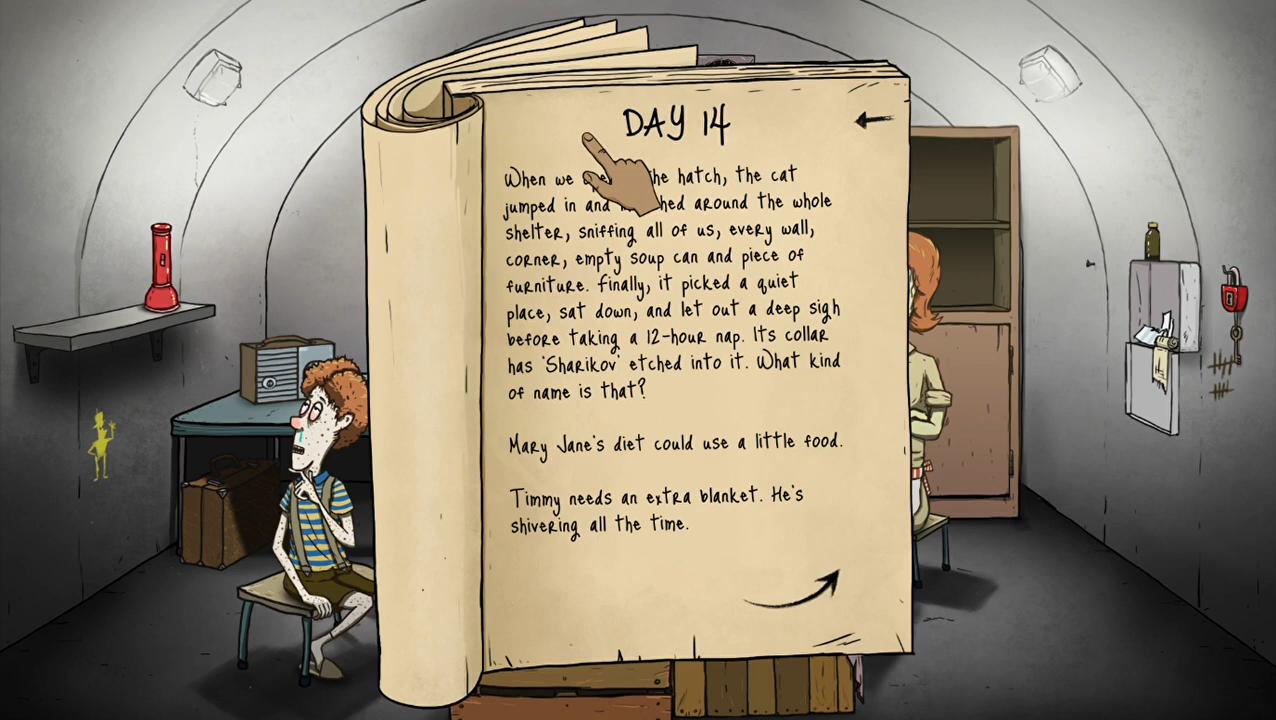 DAY 14
When we the hatch, the cat
jumped in and around the whole
shelter, sniffing all of us, every wall,
corner, empty soup can and piece of
furniture. Finally, it picked a quiet
place, sat down, and let out a deep sigh
before taking a 12-hour nap. Its collar
has 'Sharikov' etched into it. What kind
of name is that?
Mary Jane's diet could use a little food.
Timmy needs an extra blanket. He's
shivering all the time.